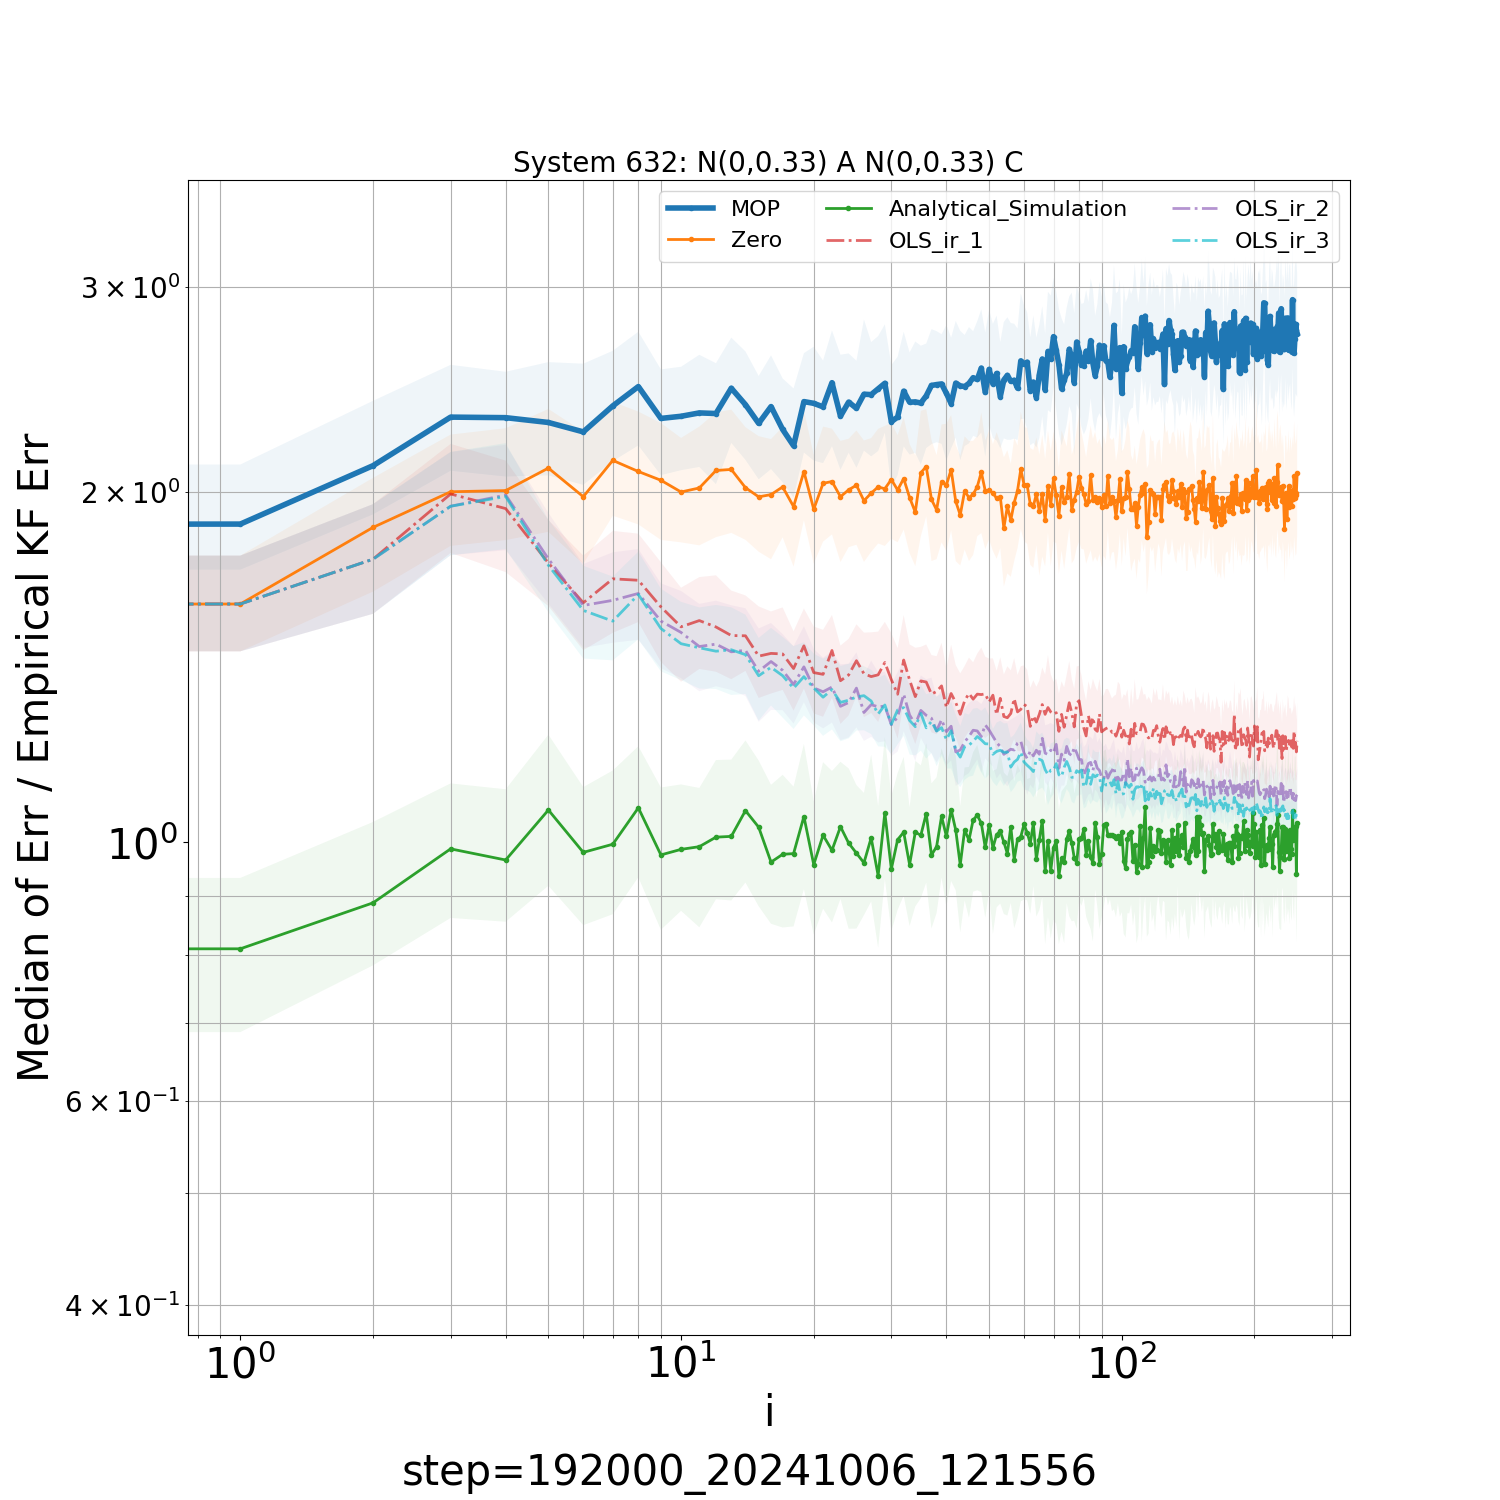 System 632: N(0,0.33) A N(0,0.33) C
MOP
Zero
Analytical_Simulation
OLS_ir_1
OLS_ir_2
OLS_ir_3
Median of Err / Empirical KF Err
3 × 10⁰
2 × 10⁰
10⁰
6 × 10⁻¹
4 × 10⁻¹
10⁰ 10¹ 10²
i
step=192000_20241006_121556